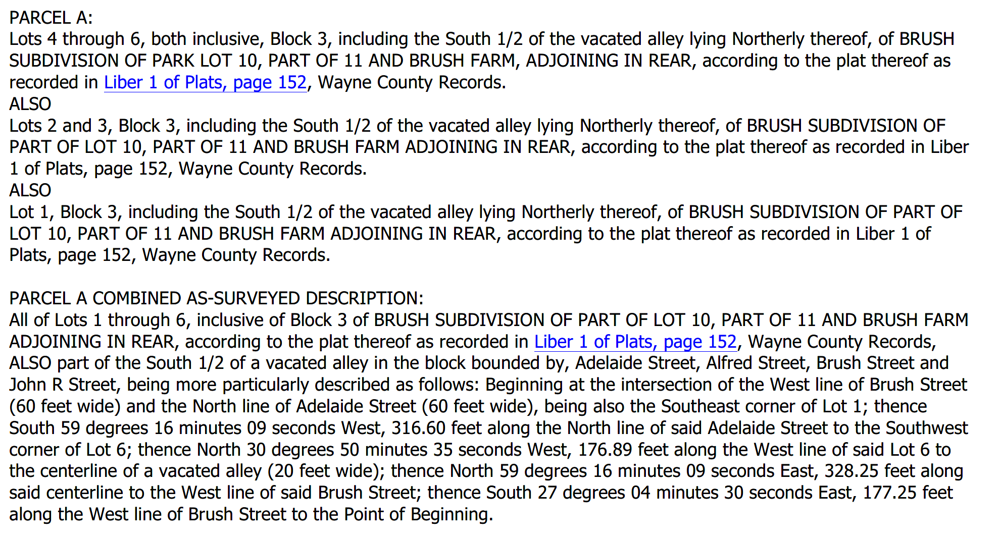 PARCEL A:
Lots 4 through 6, both inclusive, Block 3, including the South 1/2 of the vacated alley lying Northerly thereof, of BRUSH
SUBDIVISION OF PARK LOT 10, PART OF 11 AND BRUSH FARM, ADJOINING IN REAR, according to the plat thereof as
recorded in Liber 1 of Plats, page 152, Wayne County Records.
ALSO
Lots 2 and 3, Block 3, including the South 1/2 of the vacated alley lying Northerly thereof, of BRUSH SUBDIVISION OF
PART OF LOT 10, PART OF 11 AND BRUSH FARM ADJOINING IN REAR, according to the plat thereof as recorded in Liber
1 of Plats, page 152, Wayne County Records.
ALSO
Lot 1, Block 3, including the South 1/2 of the vacated alley lying Northerly thereof, of BRUSH SUBDIVISION OF PART OF
LOT 10, PART OF 11 AND BRUSH FARM ADJOINING IN REAR, according to the plat thereof as recorded in Liber 1 of
Plats, page 152, Wayne County Records.
PARCEL A COMBINED AS-SURVEYED DESCRIPTION:
All of Lots 1 through 6, inclusive of Block 3 of BRUSH SUBDIVISION OF PART OF LOT 10, PART OF 11 AND BRUSH FARM
ADJOINING IN REAR, according to the plat thereof as recorded in Liber 1 of Plats, page 152, Wayne County Records,
ALSO part of the South 1/2 of a vacated alley in the block bounded by, Adelaide Street, Alfred Street, Brush Street and
John R Street, being more particularly described as follows: Beginning at the intersection of the West line of Brush Street
(60 feet wide) and the North line of Adelaide Street (60 feet wide), being also the Southeast corner of Lot 1; thence
South 59 degrees 16 minutes 09 seconds West, 316.60 feet along the North line of said Adelaide Street to the Southwest
corner of Lot 6; thence North 30 degrees 50 minutes 35 seconds West, 176.89 feet along the West line of said Lot 6 to
the centerline of a vacated alley (20 feet wide); thence North 59 degrees 16 minutes 09 seconds East, 328.25 feet along
said centerline to the West line of said Brush Street; thence South 27 degrees 04 minutes 30 seconds East, 177.25 feet
along the West line of Brush Street to the Point of Beginning.